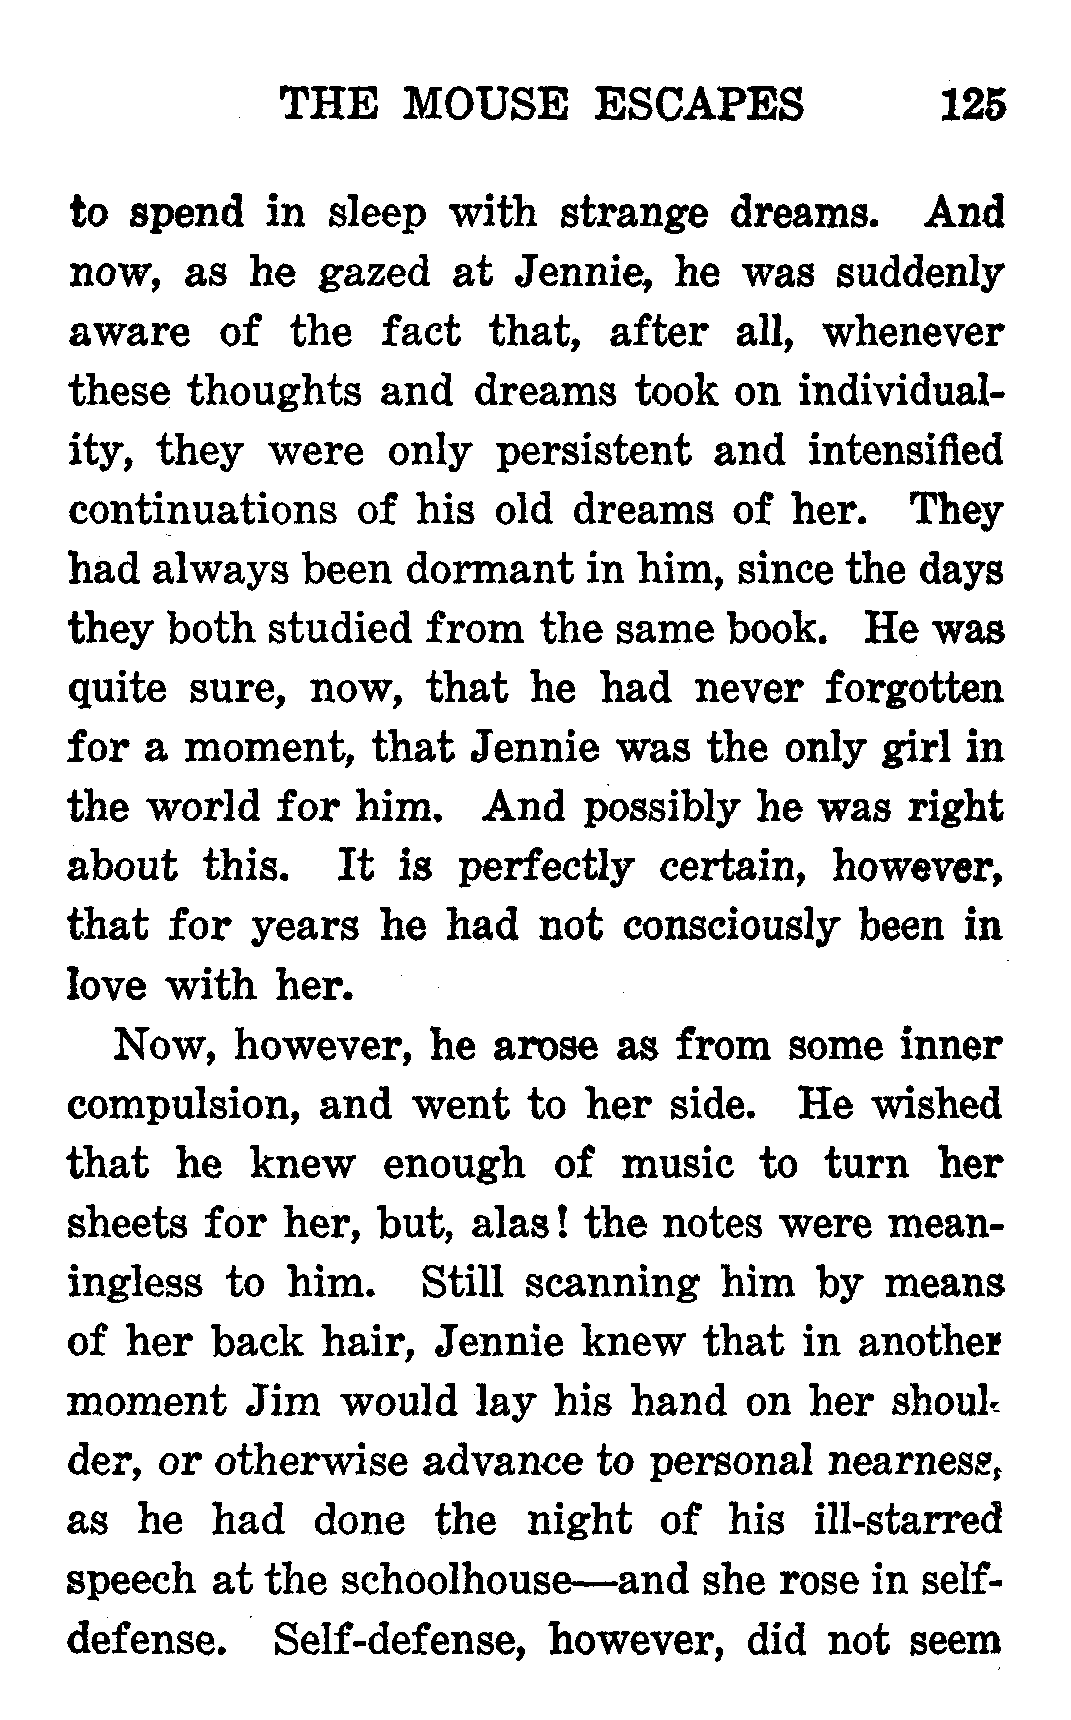 THE MOUSE ESCAPES 125
to spend in sleep with strange dreams. And
now, as he gazed at Jennie, he was suddenly
aware of the fact that, after all, whenever
these thoughts and dreams took on individual-
ity, they were only persistent and intensified
continuations of his old dreams of her. They
had always been dormant in him, since the days
they both studied from the same book. He was
quite sure, now, that he had never forgotten
for a moment, that Jennie was the only girl in
the world for him. And possibly he was right
about this. It is perfectly certain, however,
that for years he had not consciously been in
love with her.
Now, however, he arose as from some inner
compulsion, and went to her side. He wished
that he knew enough of music to turn her
sheets for her, but, alas! the notes were mean-
ingless to him. Still scanning him by means
of her back hair, Jennie knew that in another
moment Jim would lay his hand on her shoul-
der, or otherwise advance to personal nearness,
as he had done the night of his ill-starred
speech at the schoolhouse—and she rose in self-
defense. Self-defense, however, did not seem